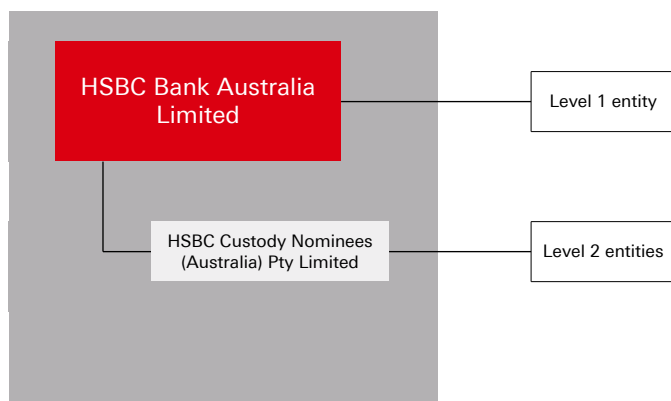 HSBC Bank Australia
Limited
Level 1 entity
HSBC Custody Nominees
(Australia) Pty Limited
Level 2 entities